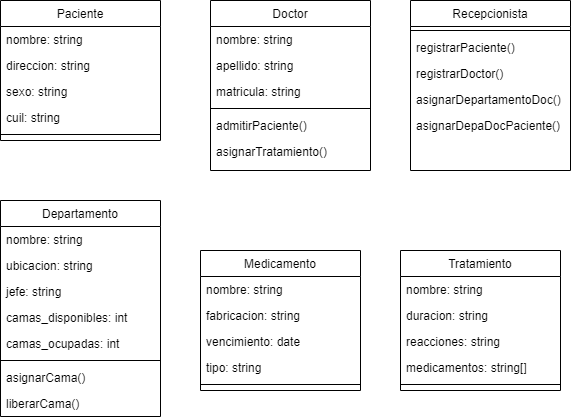 Paciente
nombre: string
direccion: string
sexo: string
cuil: string
Doctor
nombre: string
apellido: string
matricula: string
admitirPaciente()
asignarTratamiento()
Recepcionista
registrarPaciente()
registrarDoctor()
asignarDepartamentoDoc()
asignarDepaDocPaciente()
Departamento
nombre: string
ubicacion: string
jefe: string
camas_disponibles: int
camas_ocupadas: int
asignarCama()
liberarCama()
Medicamento
nombre: string
fabricacion: string
vencimiento: date
tipo: string
Tratamiento
nombre: string
duracion: string
reacciones: string
medicamentos: string[]